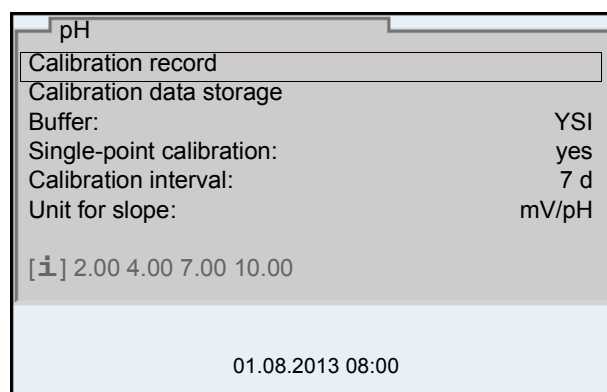 pH
Calibration record
Calibration data storage
Buffer: YSI
Single-point calibration: yes
Calibration interval: 7 d
Unit for slope: mV/pH
[i] 2.00 4.00 7.00 10.00
01.08.2013 08:00